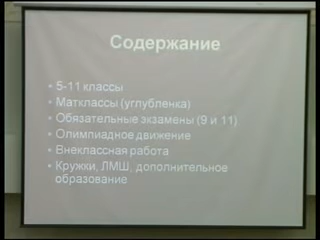 Содержание
• 5-11 классы
• Матклассы (углубленка)
• Обязательные экзамены (9 и 11)
• Олимпиадное движение
• Внеклассная работа
• Кружки, ЛМШ, дополнительное
образование